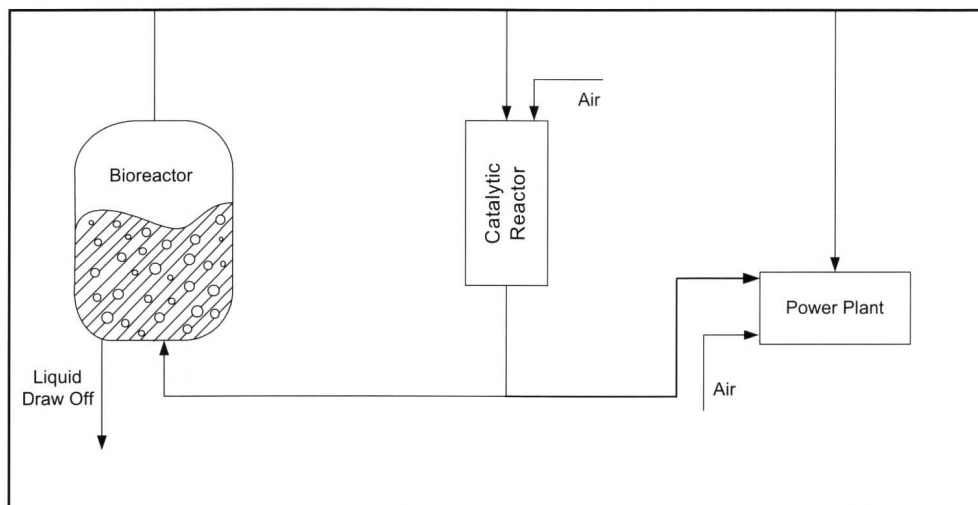 Air
Bioreactor
Catalytic
Reactor
Power Plant
Liquid
Draw Off
Air